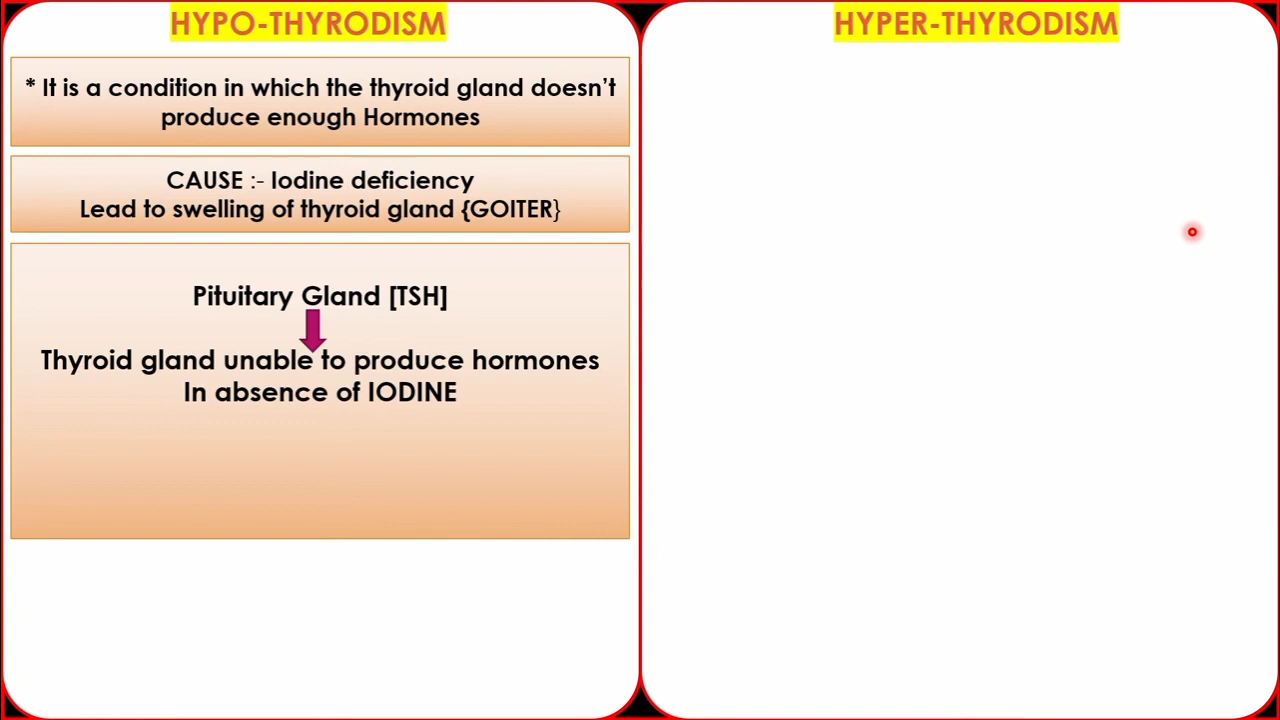 HYPO-THYRODISM
* It is a condition in which the thyroid gland doesn’t
produce enough Hormones
CAUSE :- Iodine deficiency
Lead to swelling of thyroid gland {GOITER}
Pituitary Gland [TSH]
Thyroid gland unable to produce hormones
In absence of IODINE
HYPER-THYRODISM